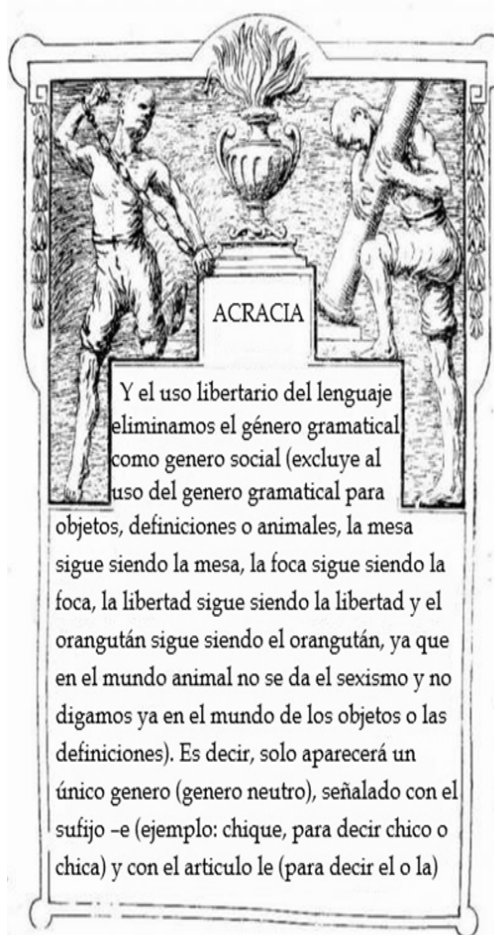 ACRACIA
Y el uso libertario del lenguaje
eliminamos el género gramatical
como genero social (excluye al
uso del genero gramatical para
objetos, definiciones o animales, la mesa
sigue siendo la mesa, la foca sigue siendo la
foca, la libertad sigue siendo la libertad y el
orangután sigue siendo el orangután, ya que
en el mundo animal no se da el sexismo y no
digamos ya en el mundo de los objetos o las
definiciones). Es decir, solo aparecerá un
único genero (genero neutro), señalado con el
sufijo –e (ejemplo: chique, para decir chico o
chica) y con el articulo le (para decir el o la)